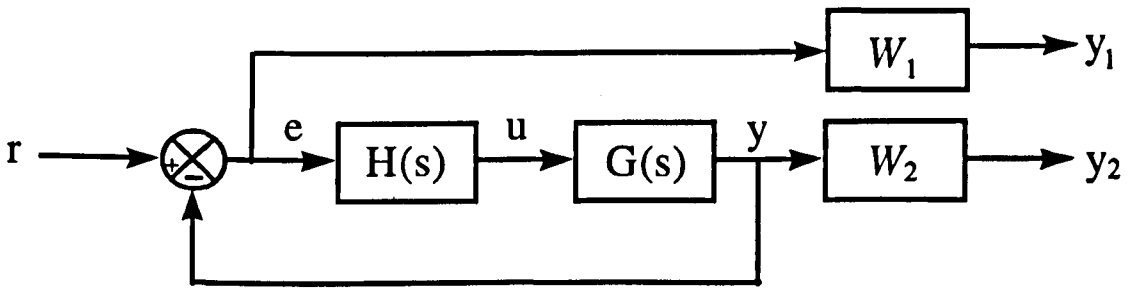 W₁ y₁
r + − e H(s) u G(s) y W₂ y₂